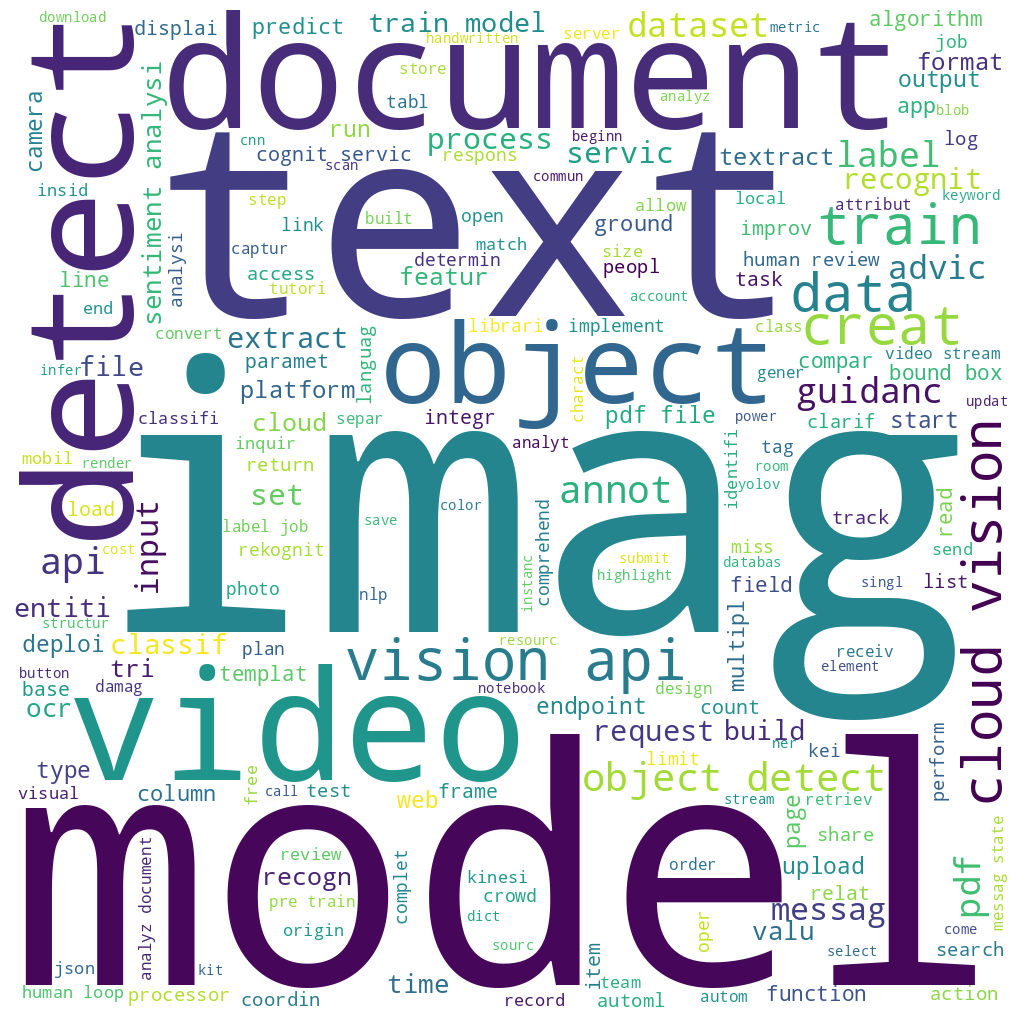 download
displai
predict
train model
handwritten
server
dataset
metric
algorithm
job
format
detect
document
store
tabl
analyz
output
app
blob
camera
sentiment analysi
cnn
run
process
beginn
log
cognit servic
scan
respons
servic
textract
label
commun
recognit
insid
step
built
allow
local
attribut
keyword
text
link
open
ground
improv
train
captur
determin
match
size
human review
analysi
access
featur
peopl
task
advic
line
tutori
account
data
end
convert
extract
languag
librari
implement
class
creat
infer
file
paramet
object
compar
video stream
gener
bound box
platform
charact
guidanc
updat
classifi
cloud
separ
integr
pdf file
power
clarif
start
inquir
analyt
identifi
tag
mobil
render
return
imag
annot
room
yolov
cloud vision
load
set
color
track
read
input
label job
save
cost
rekognit
comprehend
submit
miss
send
api
highlight
databas
photo
nlp
instanc
field
singl
list
entiti
structur
deploi
classif
plan
resourc
multipl
receiv
vision api
element
button
tri
templat
base
damag
notebook
design
ocr
video
endpoint
count
request
build
ner
kei
type
limit
perform
visual
column
free
call
test
web
frame
object detect
stream
retriev
page
share
messag state
model
analyz document
review
recogn
pre train
origin
complet
kinesi
crowd
dict
sourc
order
upload
relat
pdf
messag
oper
valu
come
select
search
json
kit
item
human loop
processor
coordin
time
record
team
automl
autom
function
action